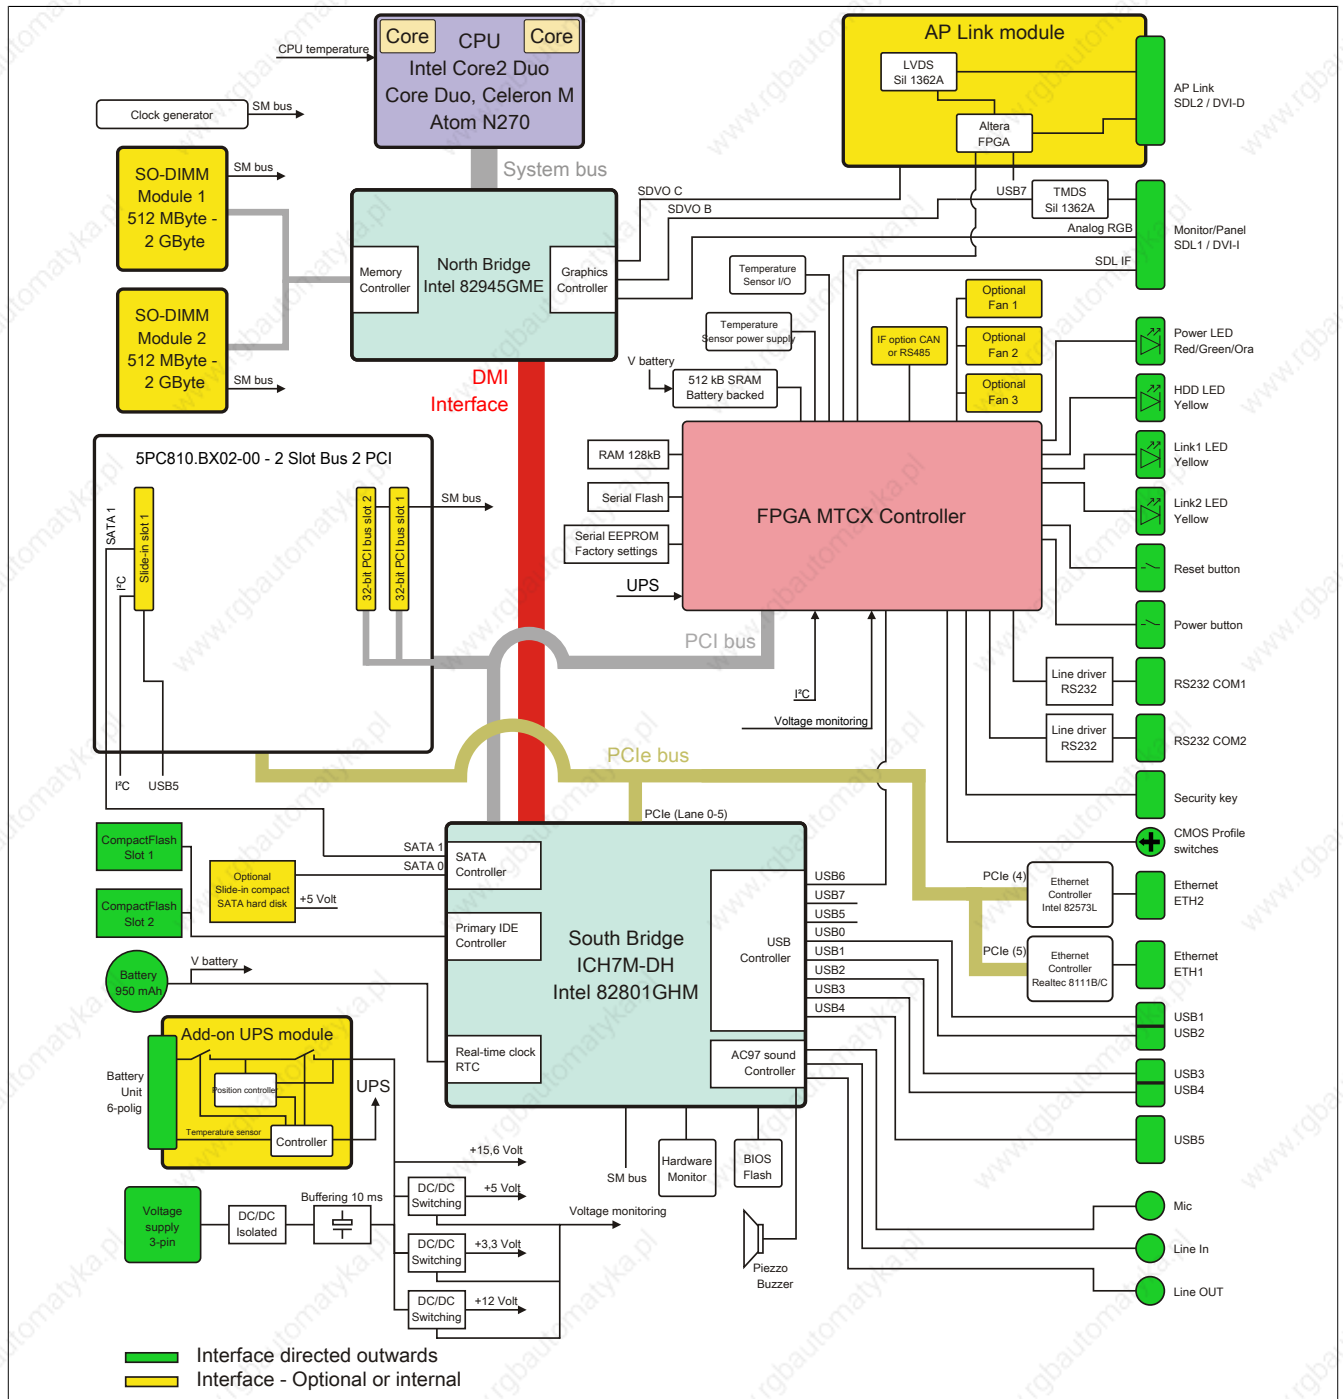 Core
CPU
Core
CPU temperature
Intel Core2 Duo
Core Duo, Celeron M
Atom N270
AP Link module
LVDS
Sil 1362A
Altera
FPGA
AP Link
SDL2 / DVI-D
Clock generator
SM bus
SO-DIMM
Module 1
512 MByte -
2 GByte
SM bus
System bus
SDVO C
SDVO B
USB7
TMDS
Sil 1362A
Analog RGB
Monitor/Panel
SDL1 / DVI-I
SDL IF
Memory
Controller
North Bridge
Intel 82945GME
Graphics
Controller
Temperature
Sensor I/O
Temperature
Sensor power supply
V battery
512 kB SRAM
Battery backed
IF option CAN
or RS485
Optional
Fan 1
Optional
Fan 2
Optional
Fan 3
SO-DIMM
Module 2
512 MByte -
2 GByte
SM bus
DMI
Interface
Power LED
Red/Green/Ora
HDD LED
Yellow
Link1 LED
Yellow
Link2 LED
Yellow
Reset button
Power button
5PC810.BX02-00 - 2 Slot Bus 2 PCI
SATA 1
Slide-in slot 1
I²C
32-bit PCI bus slot 2
32-bit PCI bus slot 1
SM bus
I²C
USB5
RAM 128kB
Serial Flash
Serial EEPROM
Factory settings
UPS
FPGA MTCX Controller
PCI bus
I²C
Voltage monitoring
Line driver
RS232
RS232 COM1
Line driver
RS232
RS232 COM2
Security key
CMOS Profile
switches
PCIe bus
PCIe (Lane 0-5)
CompactFlash
Slot 1
CompactFlash
Slot 2
Optional
Slide-in compact
SATA hard disk
+5 Volt
SATA 1
SATA 0
SATA
Controller
Primary IDE
Controller
South Bridge
ICH7M-DH
Intel 82801GHM
USB
Controller
USB6
USB7
USB5
USB0
USB1
USB2
USB3
USB4
PCIe (4)
Ethernet
Controller
Intel 82573L
Ethernet
ETH2
PCIe (5)
Ethernet
Controller
Realtec 8111B/C
Ethernet
ETH1
USB1
USB2
USB3
USB4
USB5
Battery
950 mAh
V battery
Real-time clock
RTC
AC97 sound
Controller
Add-on UPS module
Battery
Unit
6-polig
Position controller
Temperature sensor
Controller
UPS
+15,6 Volt
SM bus
Hardware
Monitor
BIOS
Flash
Piezzo
Buzzer
Mic
Line In
Line OUT
Voltage
supply
3-pin
DC/DC
Isolated
Buffering 10 ms
DC/DC
Switching
+5 Volt
Voltage monitoring
DC/DC
Switching
+3,3 Volt
DC/DC
Switching
+12 Volt
Interface directed outwards
Interface - Optional or internal
www.rgbautomatyka.pl